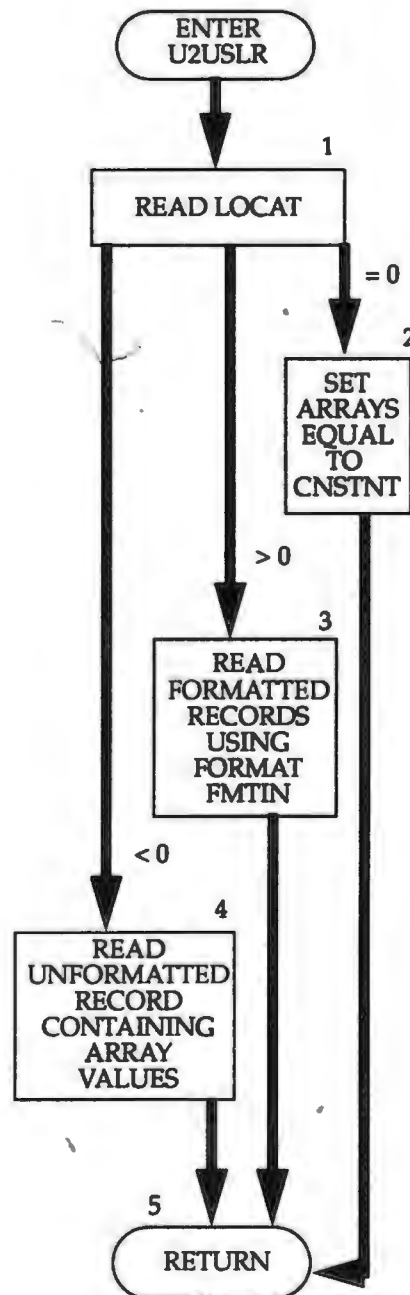 ENTER
U2USLR
1
READ LOCAT
= 0
2
SET
ARRAYS
EQUAL
TO
CNSTNT
> 0
3
READ
FORMATTED
RECORDS
USING
FORMAT
FMTIN
< 0
4
READ
UNFORMATTED
RECORD
CONTAINING
ARRAY
VALUES
5
RETURN